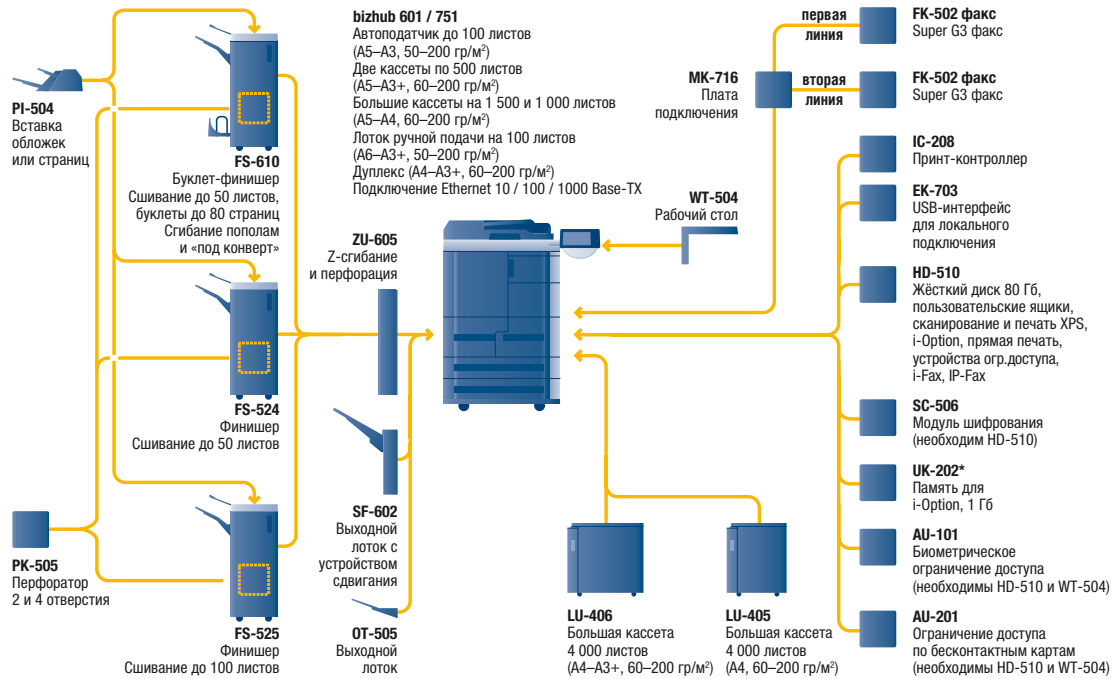 PI-504
Вставка
обложек
или страниц
FS-610
Буклет-финишер
Сшивание до 50 листов,
буклеты до 80 страниц
Сгибание пополам
и «под конверт»
FS-524
Финишер
Сшивание до 50 листов
PK-505
Перфоратор
2 и 4 отверстия
FS-525
Финишер
Сшивание до 100 листов
bizhub 601 / 751
Автоподатчик до 100 листов
(А5–А3, 50–200 гр/м²)
Две кассеты по 500 листов
(А5–А3+, 60–200 гр/м²)
Большие кассеты на 1 500 и 1 000 листов
(А5–А4, 60–200 гр/м²)
Лоток ручной подачи на 100 листов
(А6–А3+, 50–200 гр/м²)
Дуплекс (А4–А3+, 60–200 гр/м²)
Подключение Ethernet 10 / 100 / 1000 Base-TX
ZU-605
Z-сгибание
и перфорация
SF-602
Выходной
лоток с
устройством
сдвигания
OT-505
Выходной
лоток
WT-504
Рабочий стол
LU-406
Большая кассета
4 000 листов
(А4–А3+, 60–200 гр/м²)
LU-405
Большая кассета
4 000 листов
(А4, 60–200 гр/м²)
MK-716
Плата
подключения
первая
линия
вторая
линия
FK-502 факс
Super G3 факс
FK-502 факс
Super G3 факс
IC-208
Принт-контроллер
EK-703
USB-интерфейс
для локального
подключения
HD-510
Жёсткий диск 80 Гб,
пользовательские ящики,
сканирование и печать XPS,
i-Option, прямая печать,
устройства огр.доступа,
i-Fax, IP-Fax
SC-506
Модуль шифрования
(необходим HD-510)
UK-202*
Память для
i-Option, 1 Гб
AU-101
Биометрическое
ограничение доступа
(необходимы HD-510 и WT-504)
AU-201
Ограничение доступа
по бесконтактным картам
(необходимы HD-510 и WT-504)